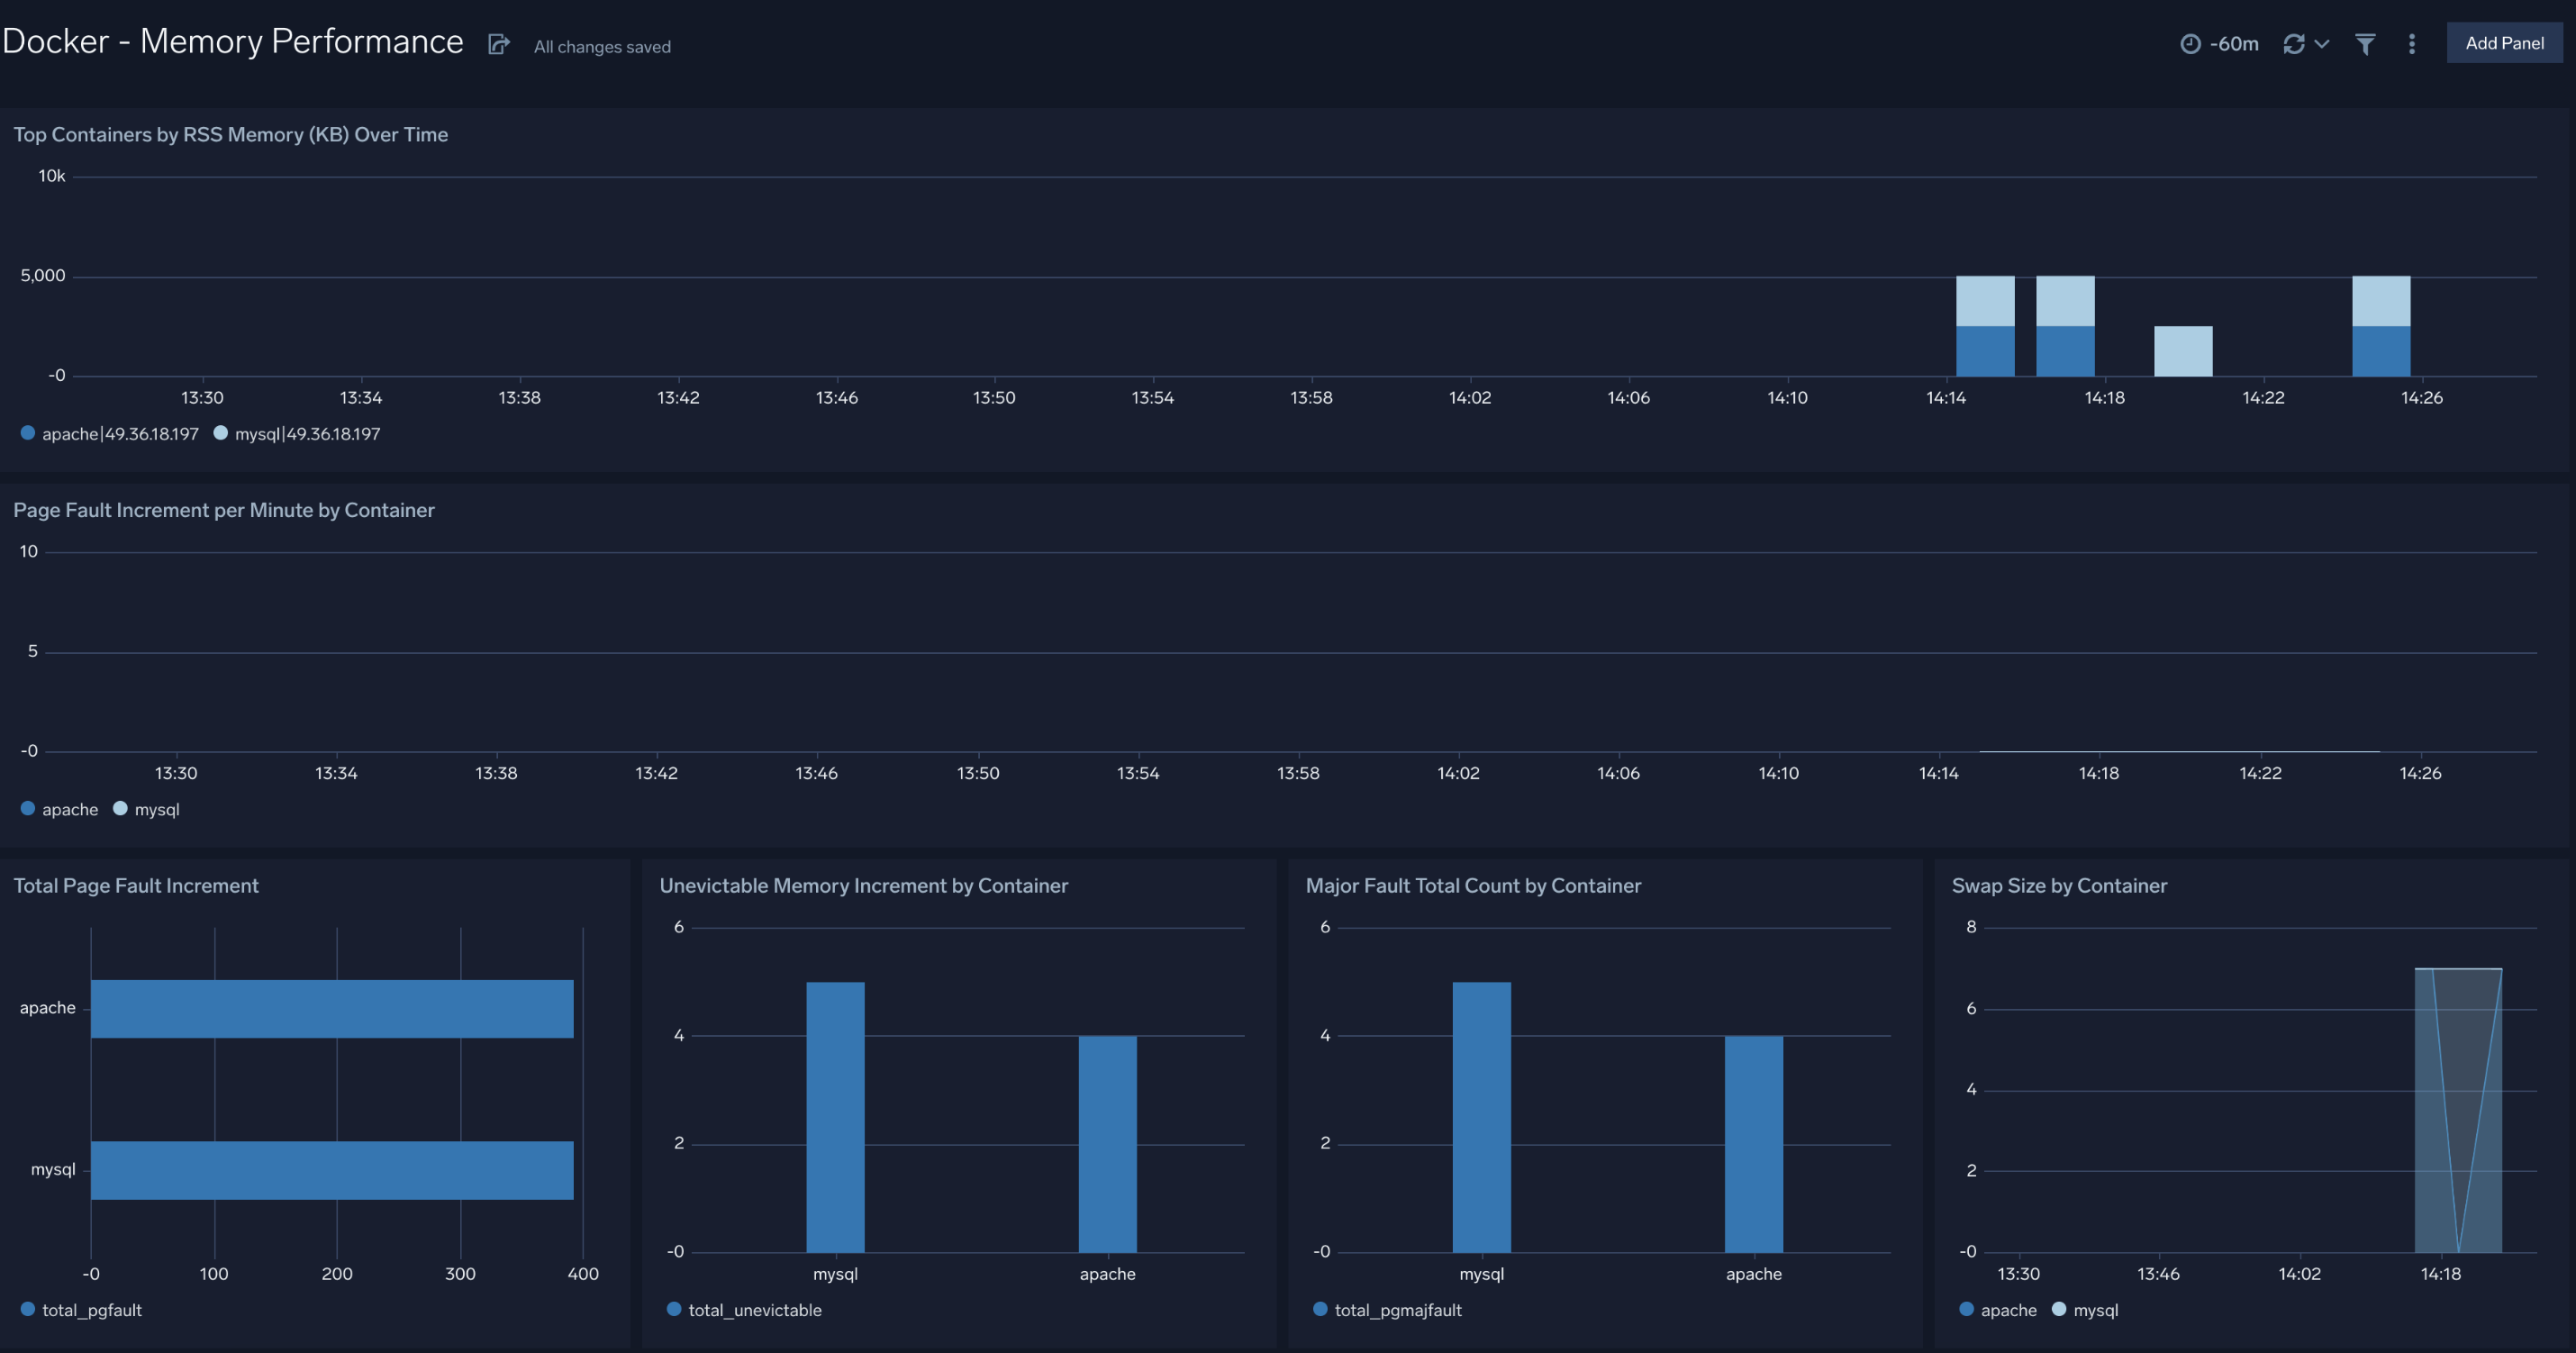 Docker - Memory Performance All changes saved -60m Add Panel
Top Containers by RSS Memory (KB) Over Time
10k
5,000
-0
13:30 13:34 13:38 13:42 13:46 13:50 13:54 13:58 14:02 14:06 14:10 14:14 14:18 14:22 14:26
apache|49.36.18.197 mysql|49.36.18.197
Page Fault Increment per Minute by Container
10
5
-0
13:30 13:34 13:38 13:42 13:46 13:50 13:54 13:58 14:02 14:06 14:10 14:14 14:18 14:22 14:26
apache mysql
Total Page Fault Increment
apache
mysql
-0 100 200 300 400
total_pgfault
Unevictable Memory Increment by Container
6
4
2
-0
mysql apache
total_unevictable
Major Fault Total Count by Container
6
4
2
-0
mysql apache
total_pgmajfault
Swap Size by Container
8
6
4
2
-0
13:30 13:46 14:02 14:18
apache mysql